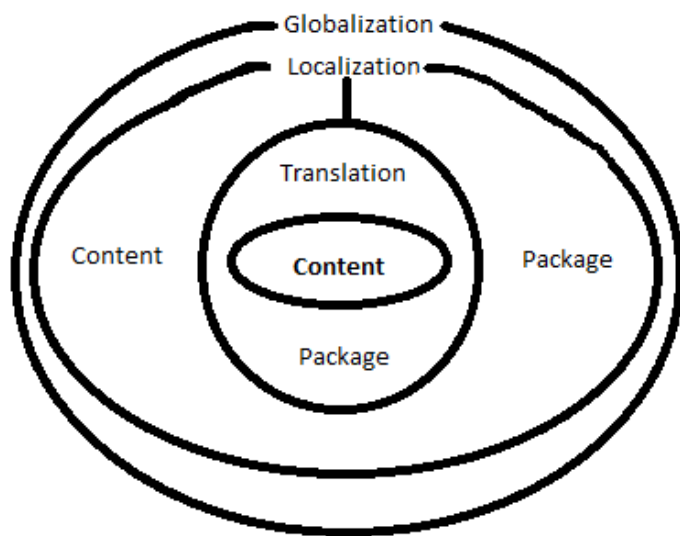 Globalization
Localization
Translation
Content
Content
Package
Package